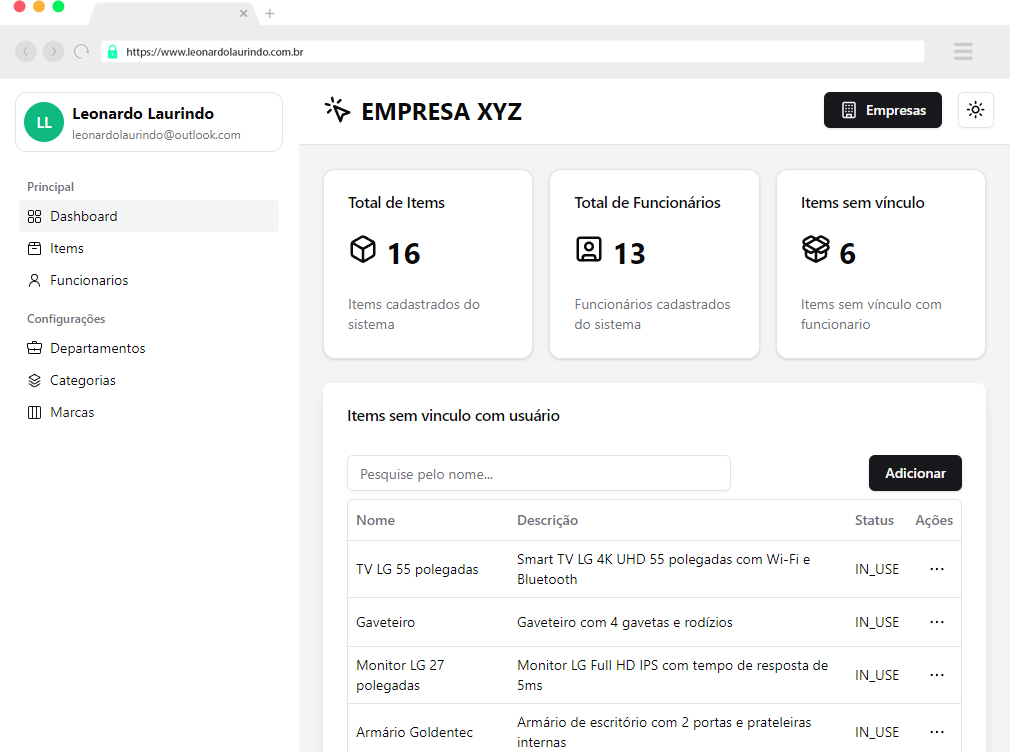 https://www.leonardolaurindo.com.br
LL
Leonardo Laurindo
leonardolaurindo@outlook.com
Principal
Dashboard
Items
Funcionarios
Configurações
Departamentos
Categorias
Marcas
EMPRESA XYZ
Empresas
Total de Items
16
Items cadastrados do
sistema
Total de Funcionários
13
Funcionários cadastrados
do sistema
Items sem vínculo
6
Items sem vínculo com
funcionario
Items sem vinculo com usuário
Pesquise pelo nome...
Adicionar
Nome Descrição Status Ações
TV LG 55 polegadas
Smart TV LG 4K UHD 55 polegadas com Wi-Fi e
Bluetooth
IN_USE
Gaveteiro
Gaveteiro com 4 gavetas e rodízios
IN_USE
Monitor LG 27
polegadas
Monitor LG Full HD IPS com tempo de resposta de
5ms
IN_USE
Armário Goldentec
Armário de escritório com 2 portas e prateleiras
internas
IN_USE